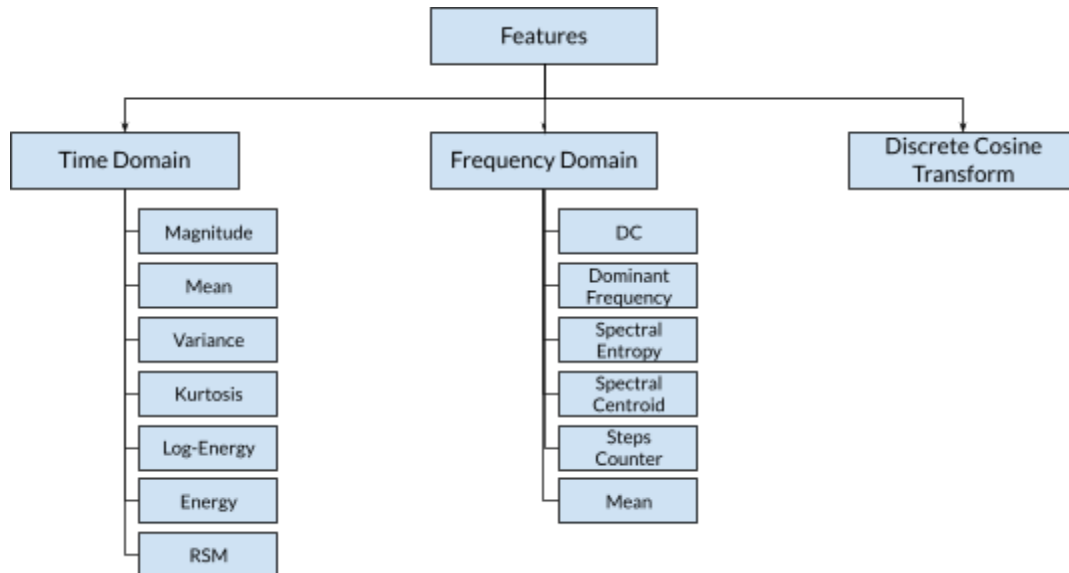 Features
Time Domain
Frequency Domain
Discrete Cosine
Transform
Magnitude
Mean
Variance
Kurtosis
Log-Energy
Energy
RSM
DC
Dominant
Frequency
Spectral
Entropy
Spectral
Centroid
Steps
Counter
Mean